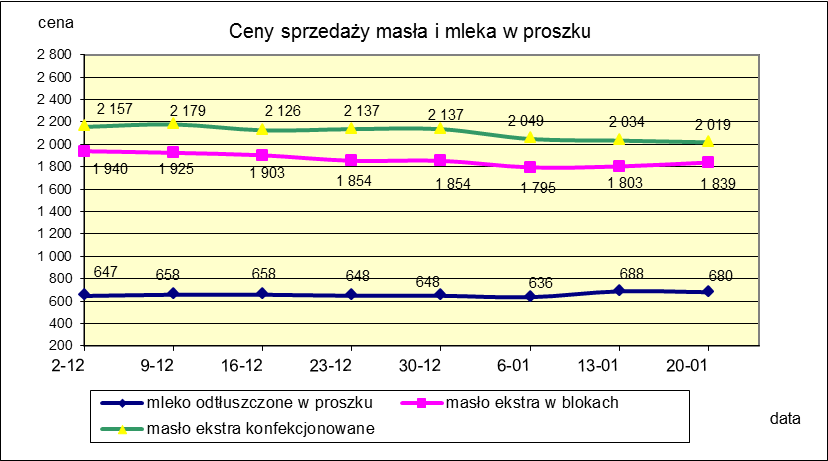 cena
Ceny sprzedaży masła i mleka w proszku
2 800
2 600
2 400
2 200
2 000
1 800
1 600
1 400
1 200
1 000
800
600
400
200
2 157 2 179 2 126 2 137 2 137 2 049 2 034 2 019
1 940 1 925 1 903 1 854 1 854 1 795 1 803 1 839
647 658 658 648 648 636 688 680
2-12 9-12 16-12 23-12 30-12 6-01 13-01 20-01
mleko odtłuszczone w proszku masło ekstra w blokach
masło ekstra konfekcjonowane
data